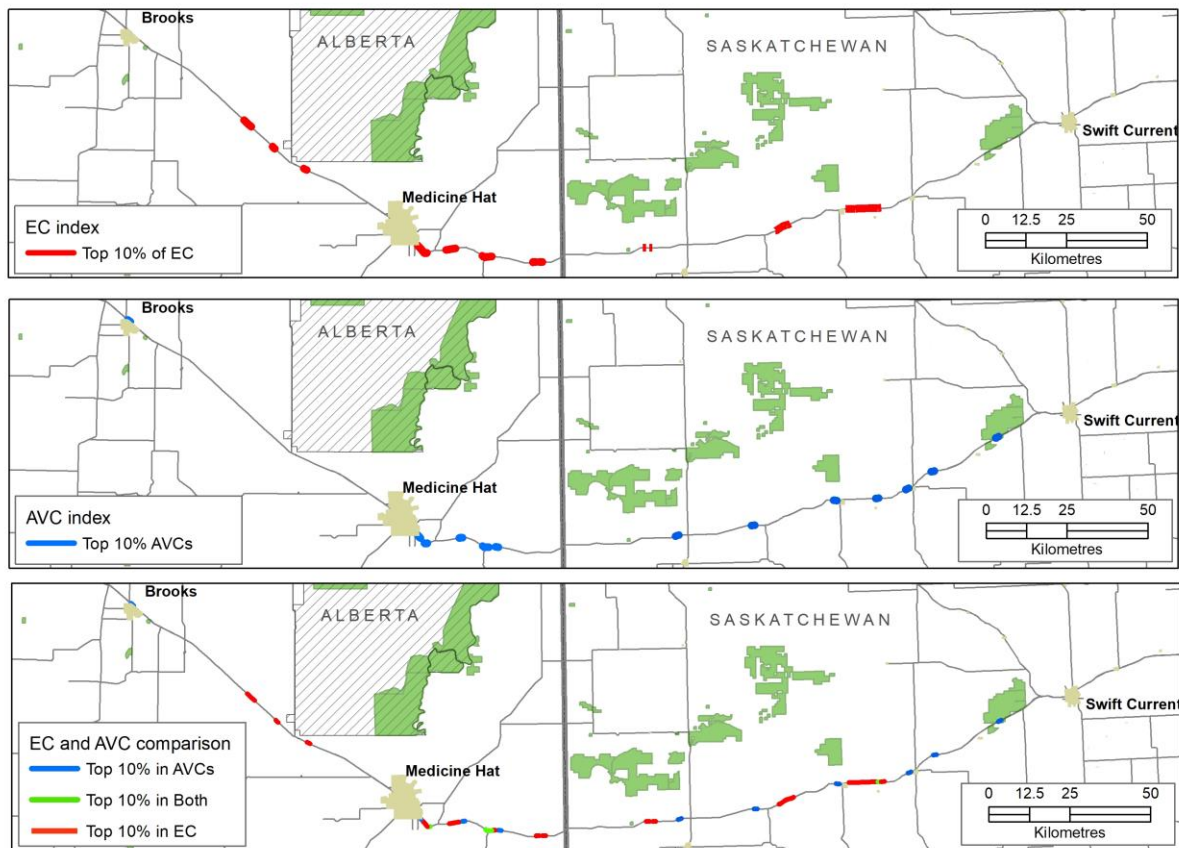 Brooks
ALBERTA
SASKATCHEWAN
Swift Current
Medicine Hat
EC index
Top 10% of EC
0 12.5 25 50
Kilometres
Brooks
ALBERTA
SASKATCHEWAN
Swift Current
Medicine Hat
AVC index
Top 10% AVCs
0 12.5 25 50
Kilometres
Brooks
ALBERTA
SASKATCHEWAN
Swift Current
EC and AVC comparison
Top 10% in AVCs
Medicine Hat
Top 10% in Both
Top 10% in EC
0 12.5 25 50
Kilometres